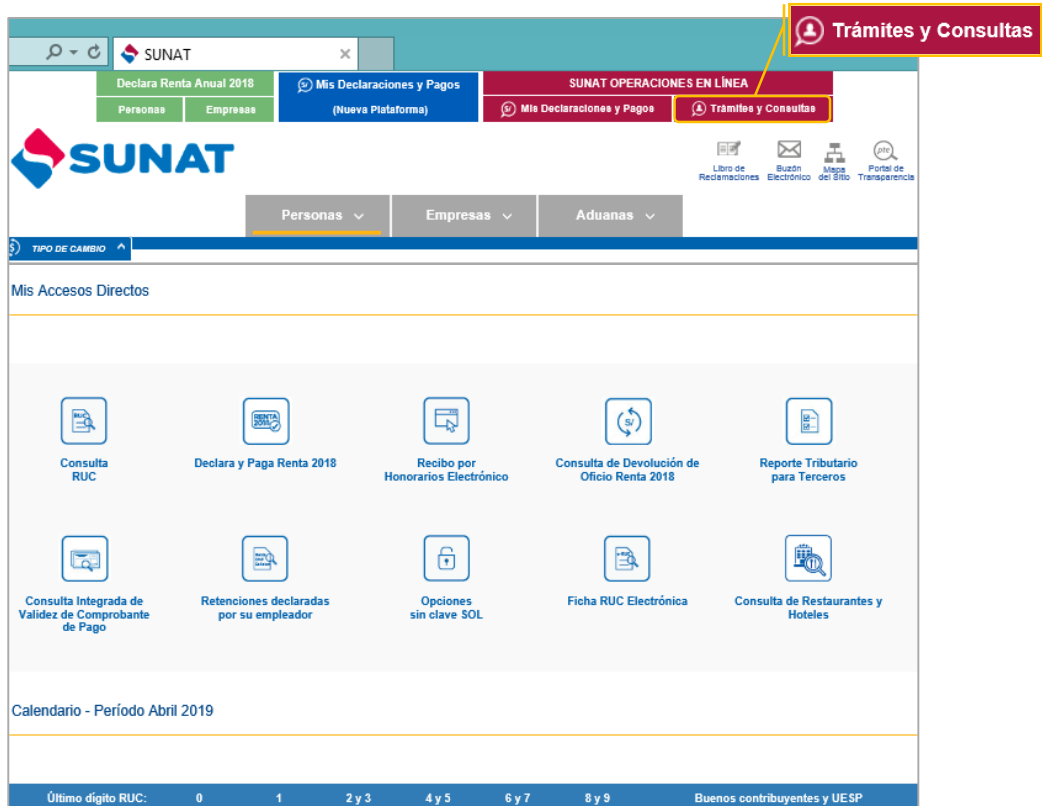 Trámites y Consultas
SUNAT
Declara Renta Anual 2018
Mis Declaraciones y Pagos
SUNAT OPERACIONES EN LÍNEA
Personas
Empresas
(Nueva Plataforma)
Mis Declaraciones y Pagos
Trámites y Consultas
SUNAT
Libro de
Reclamaciones
Buzón
Electrónico
Mapa
del Sitio
pte
Portal de
Transparencia
Personas
Empresas
Aduanas
TIPO DE CAMBIO
Mis Accesos Directos
RUC
RENTA
2018
S/
Consulta
RUC
Declara y Paga Renta 2018
Recibo por
Honorarios Electrónico
Consulta de Devolución de
Oficio Renta 2018
Reporte Tributario
para Terceros
Consulta Integrada de
Validez de Comprobante
de Pago
Retenciones declaradas
por su empleador
Opciones
sin clave SOL
Ficha RUC Electrónica
Consulta de Restaurantes y
Hoteles
Calendario - Período Abril 2019
Último dígito RUC: 0 1 2 y 3 4 y 5 6 y 7 8 y 9 Buenos contribuyentes y UESP